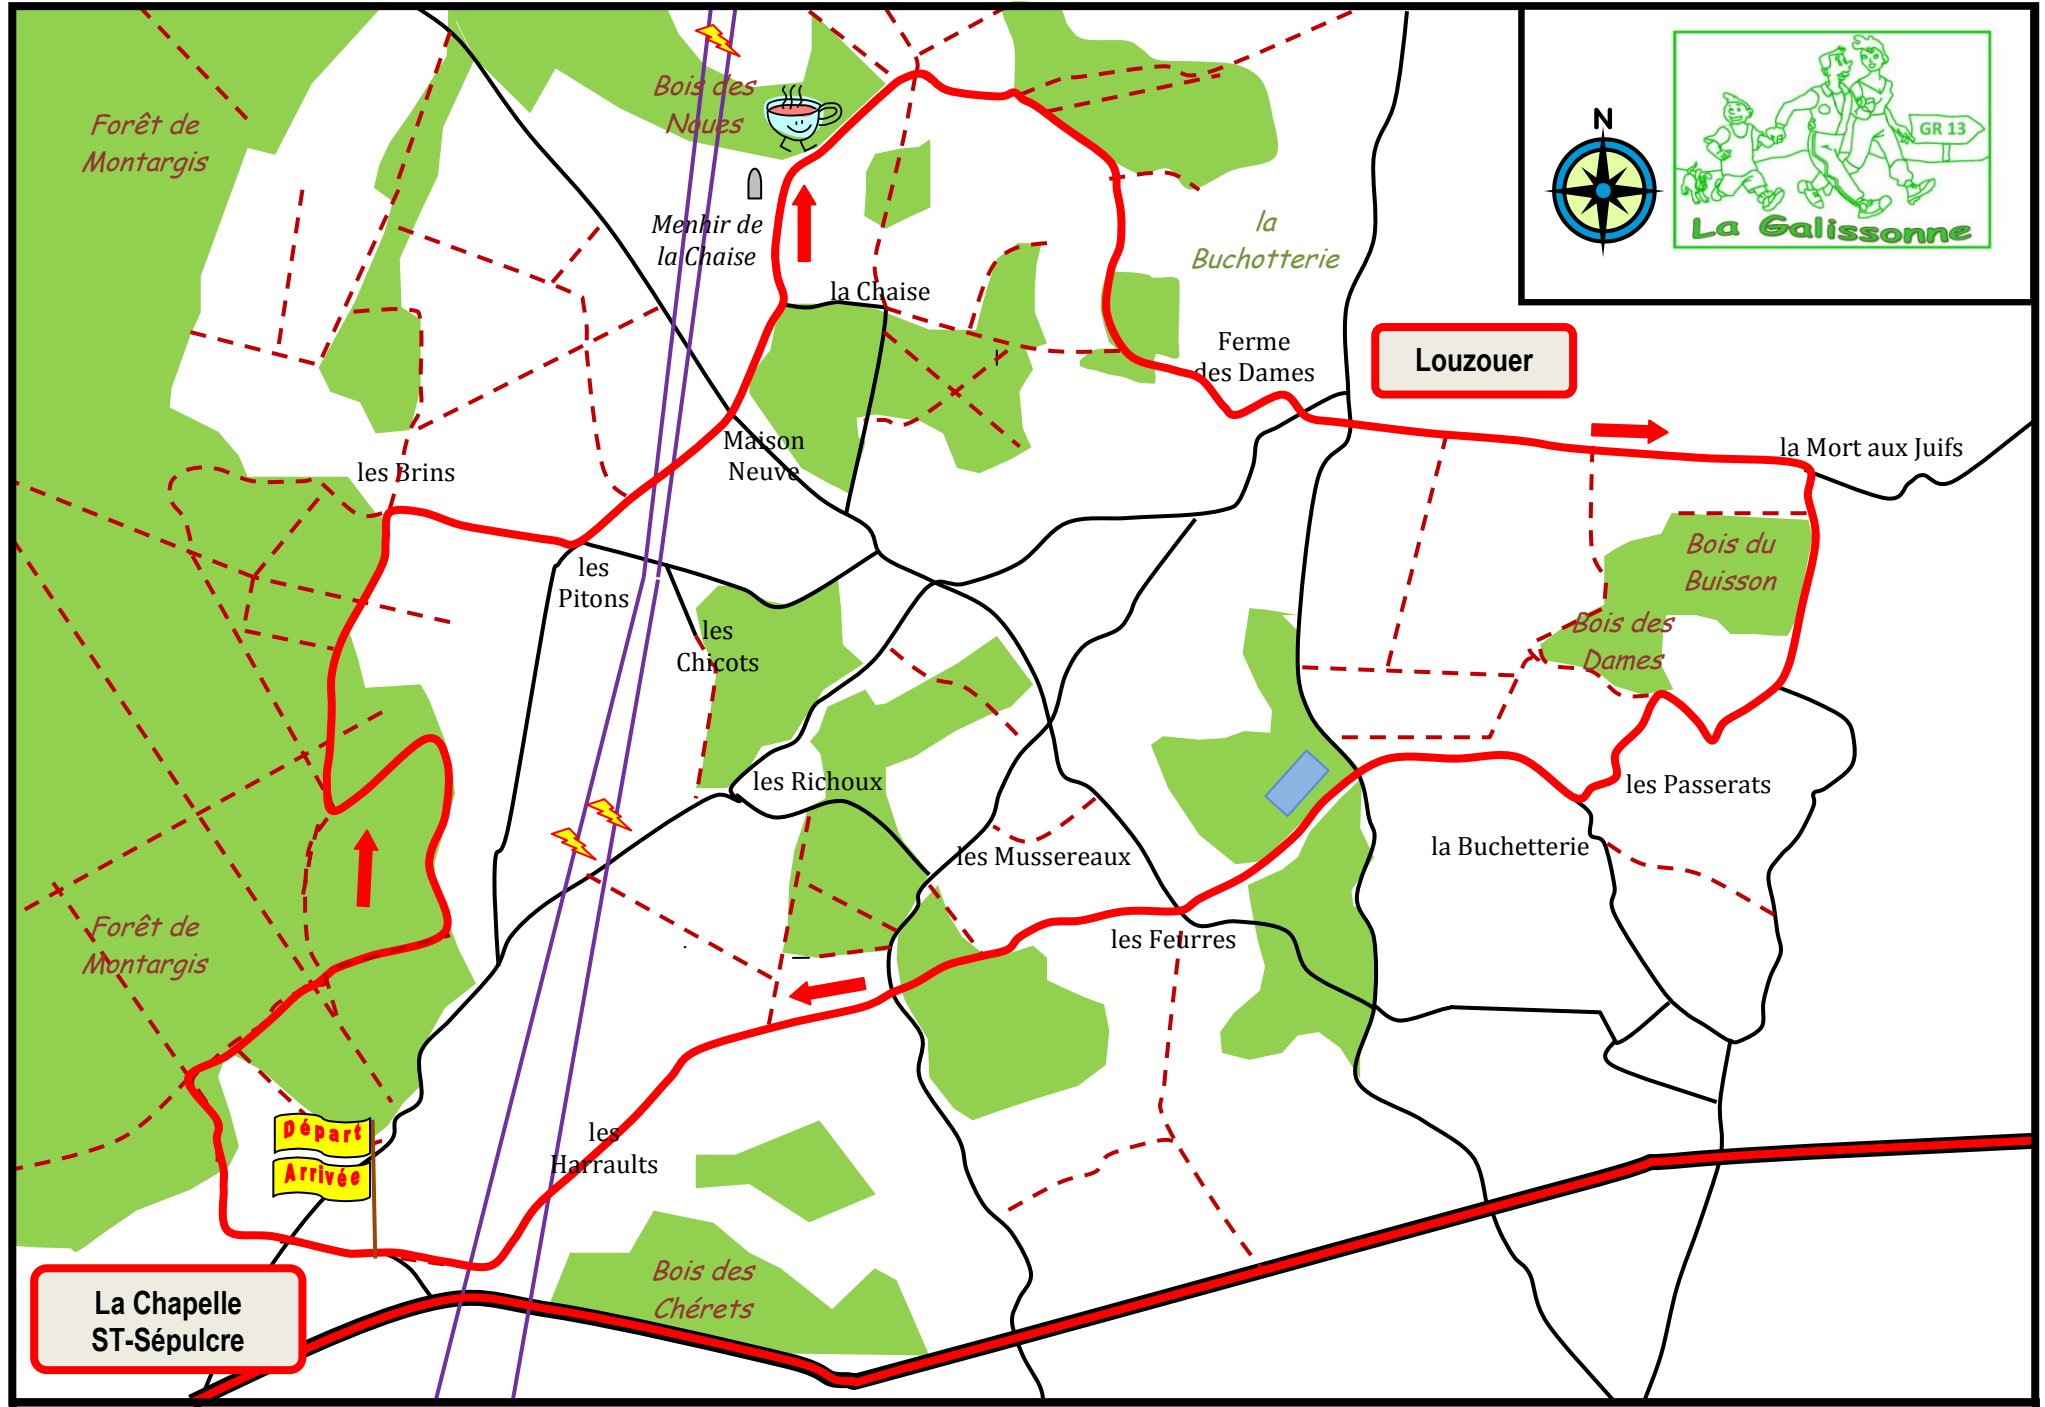 N
GR 13
La Galissonne
Bois des
Noues
Forêt de
Montargis
Menhir de
la Chaise
la
Buchotterie
la Chaise
Ferme
des Dames
Louzouer
Maison
Neuve
la Mort aux Juifs
les Brins
les
Pitons
Bois du
Buisson
les
Chicots
Bois des
Dames
les Richoux
les Passerats
les Mussereaux
la Buchetterie
Forêt de
Montargis
les Feurres
Départ
Arrivée
les
Harraults
Bois des
Chérets
La Chapelle
ST-Sépulcre